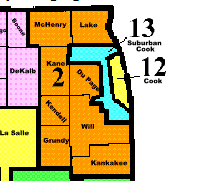 McHenry
Lake
Boone
13
Suburban
Cook
Kane
12
Cook
DeKalb
2
Du Page
Kendall
La Salle
Will
Grundy
Kankakee